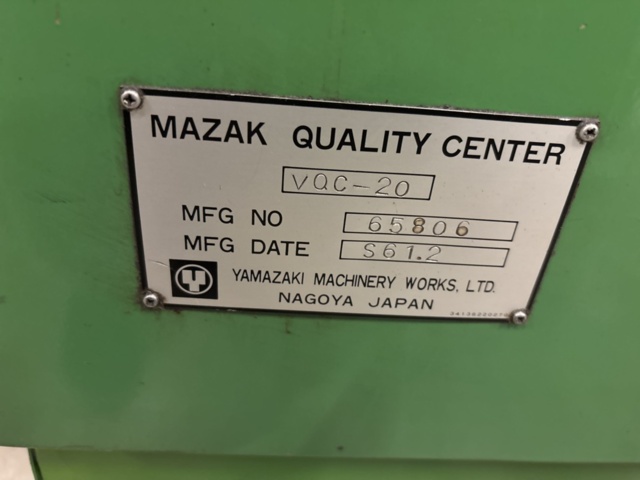 MAZAK QUALITY CENTER
VQC-20
MFG NO 65806
MFG DATE S61.2
YAMAZAKI MACHINERY WORKS, LTD.
NAGOYA JAPAN